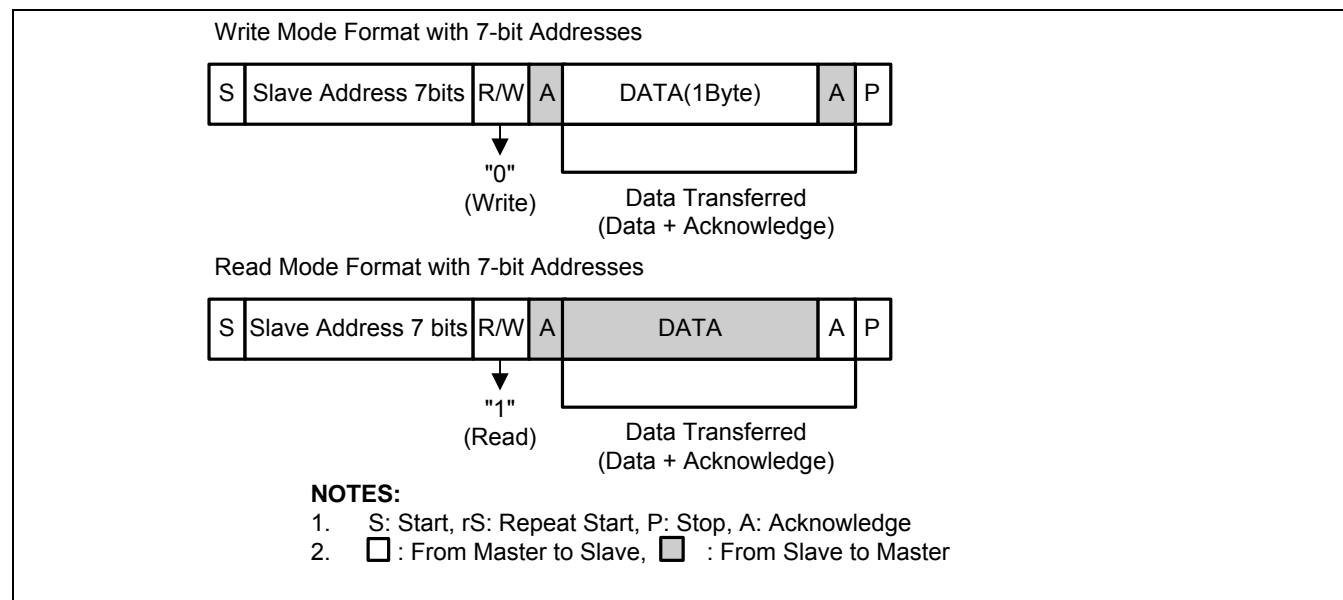 Write Mode Format with 7-bit Addresses
S Slave Address 7bits R/W A DATA(1Byte) A P
"0"
(Write)
Data Transferred
(Data + Acknowledge)
Read Mode Format with 7-bit Addresses
S Slave Address 7 bits R/W A DATA A P
"1"
(Read)
Data Transferred
(Data + Acknowledge)
NOTES:
1. S: Start, rS: Repeat Start, P: Stop, A: Acknowledge
2. : From Master to Slave, : From Slave to Master